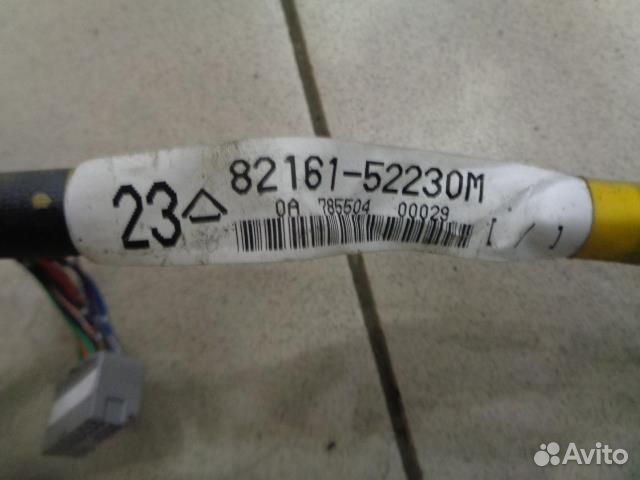 82161-52230M
23
0A 785504 00029
[ / ]
Avito